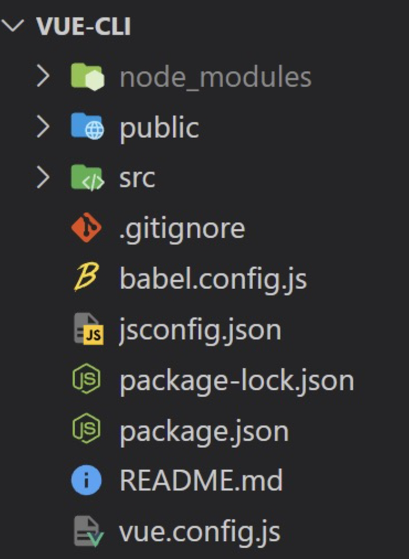 VUE-CLI
node_modules
public
src
.gitignore
babel.config.js
jsconfig.json
package-lock.json
package.json
README.md
vue.config.js